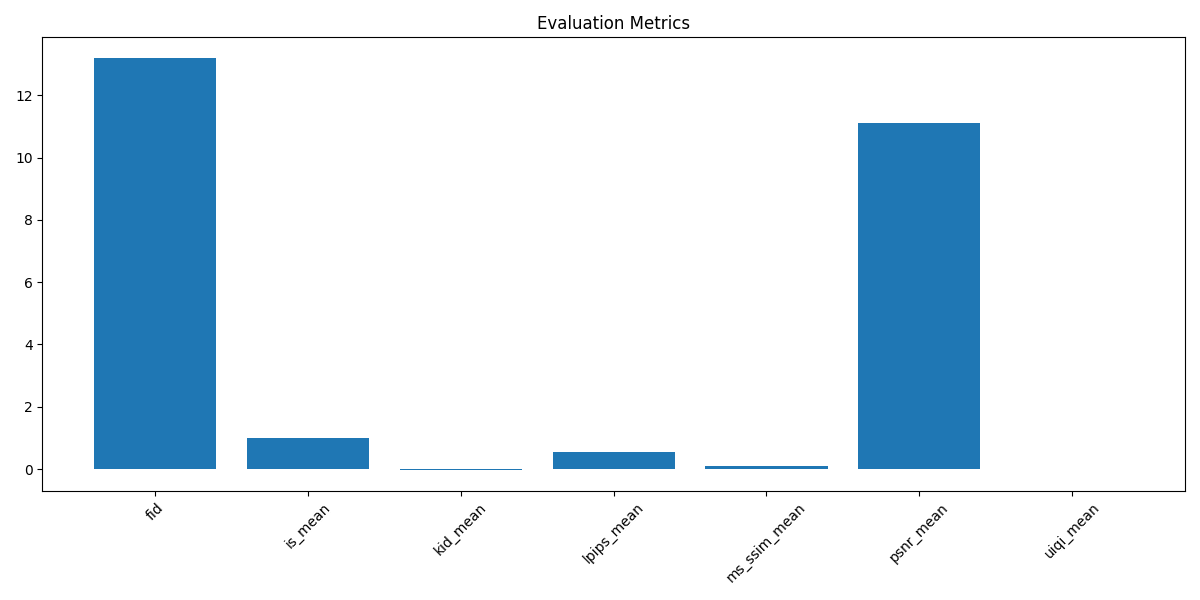 Evaluation Metrics
12
10
8
6
4
2
0
fid
is_mean
kid_mean
lpips_mean
ms_ssim_mean
psnr_mean
uiqi_mean